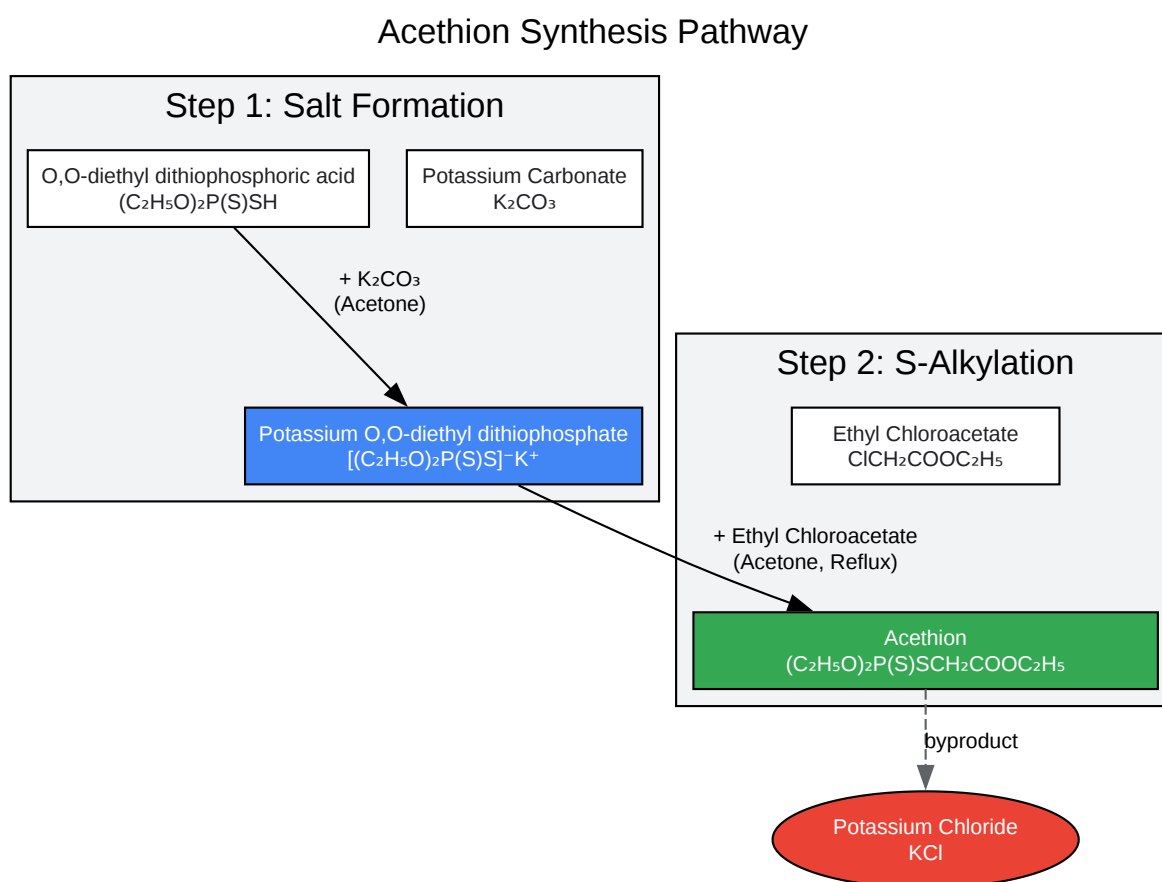 Acethion Synthesis Pathway
Step 1: Salt Formation
O,O-diethyl dithiophosphoric acid
(C₂H₅O)₂P(S)SH
Potassium Carbonate
K₂CO₃
+ K₂CO₃
(Acetone)
Potassium O,O-diethyl dithiophosphate
[(C₂H₅O)₂P(S)S]⁻K⁺
Step 2: S-Alkylation
Ethyl Chloroacetate
ClCH₂COOC₂H₅
+ Ethyl Chloroacetate
(Acetone, Reflux)
Acethion
(C₂H₅O)₂P(S)SCH₂COOC₂H₅
byproduct
Potassium Chloride
KCl